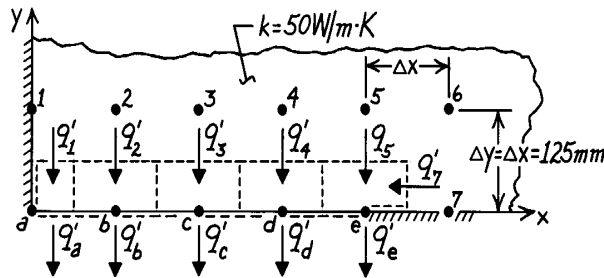 y
k=50W/m·K
Δx
1 2 3 4 5 6
q'1 q'2 q'3 q'4 q5
q'7
Δy=Δx=125mm
a b c d e 7 x
q'a q'b q'c q'd q'e